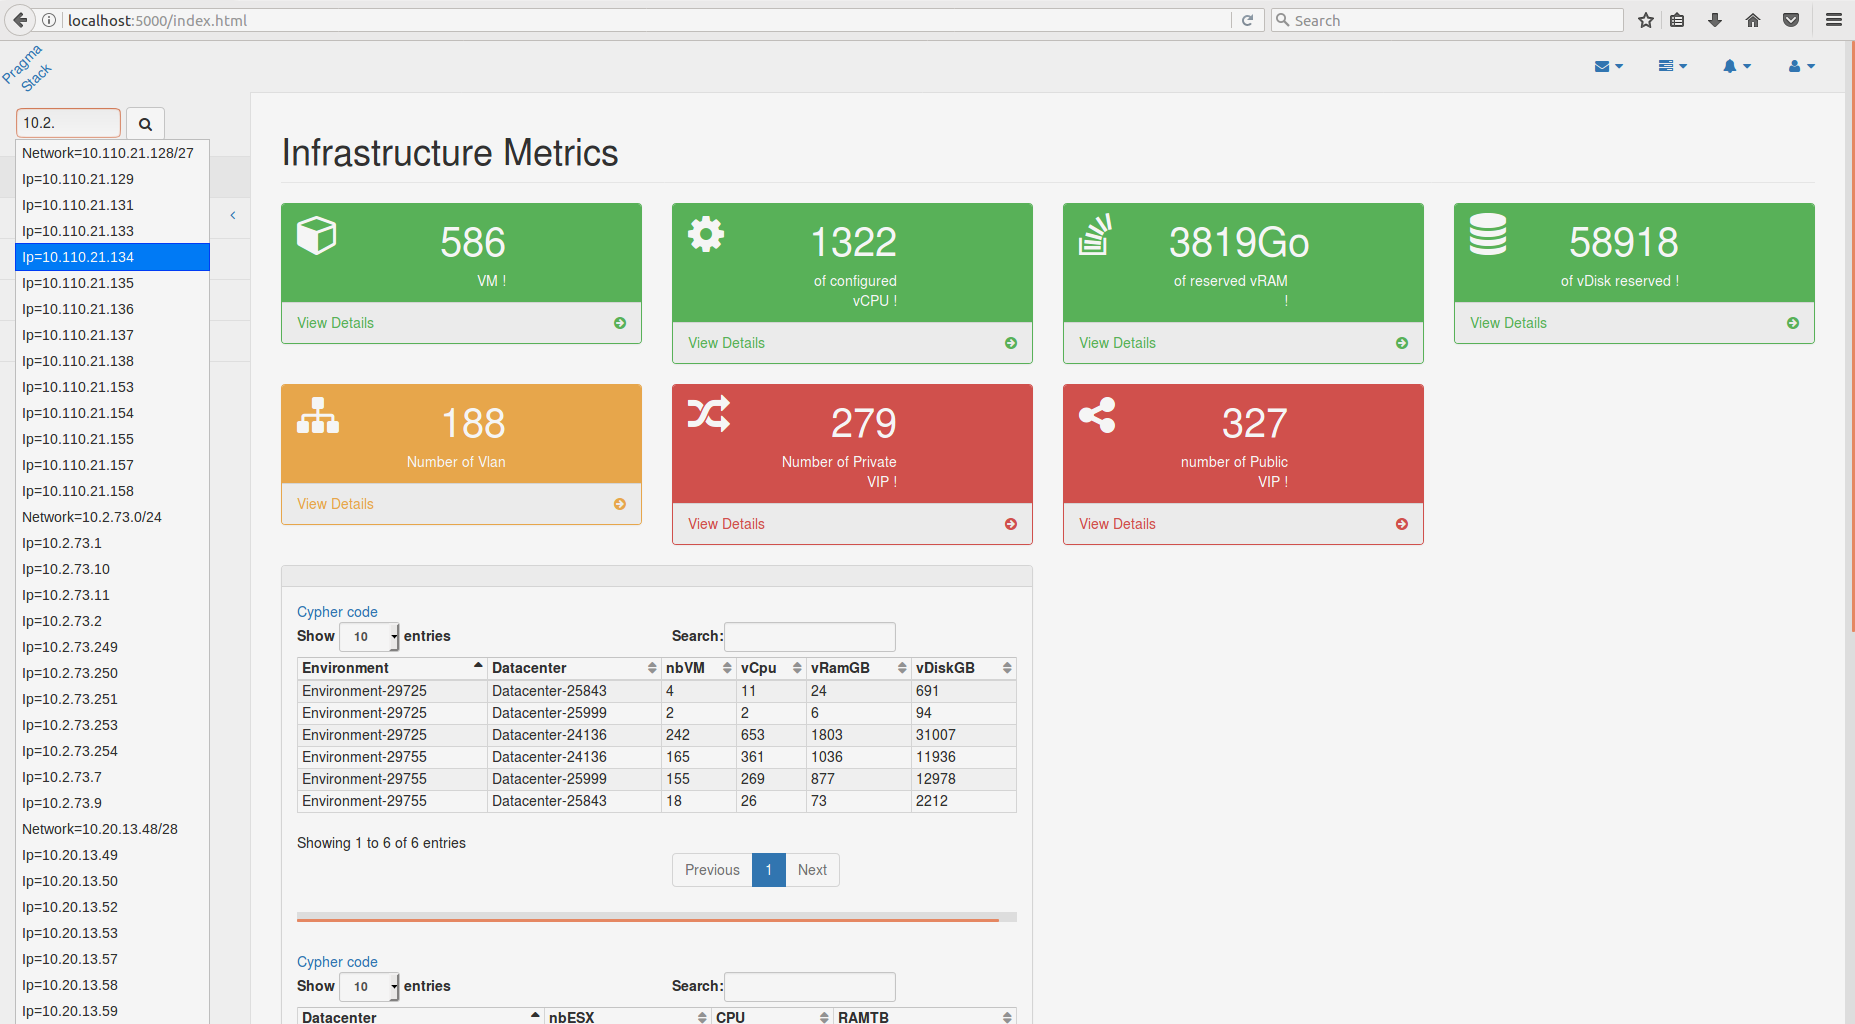 localhost:5000/index.html
Search
Pragma
Stack
10.2.
Network=10.110.21.128/27
Ip=10.110.21.129
Ip=10.110.21.131
Ip=10.110.21.133
Ip=10.110.21.134
Ip=10.110.21.135
Ip=10.110.21.136
Ip=10.110.21.137
Ip=10.110.21.138
Ip=10.110.21.153
Ip=10.110.21.154
Ip=10.110.21.155
Ip=10.110.21.157
Ip=10.110.21.158
Network=10.2.73.0/24
Ip=10.2.73.1
Ip=10.2.73.10
Ip=10.2.73.11
Ip=10.2.73.2
Ip=10.2.73.249
Ip=10.2.73.250
Ip=10.2.73.251
Ip=10.2.73.253
Ip=10.2.73.254
Ip=10.2.73.7
Ip=10.2.73.9
Network=10.20.13.48/28
Ip=10.20.13.49
Ip=10.20.13.50
Ip=10.20.13.52
Ip=10.20.13.53
Ip=10.20.13.57
Ip=10.20.13.58
Ip=10.20.13.59
Infrastructure Metrics
586
VM !
View Details
1322
of configured
vCPU !
View Details
3819Go
of reserved vRAM
!
View Details
58918
of vDisk reserved !
View Details
188
Number of Vlan
View Details
279
Number of Private
VIP !
View Details
327
number of Public
VIP !
View Details
Cypher code
Show 10 entries Search:
Environment Datacenter nbVM vCpu vRamGB vDiskGB
Environment-29725 Datacenter-25843 4 11 24 691
Environment-29725 Datacenter-25999 2 2 6 94
Environment-29725 Datacenter-24136 242 653 1803 31007
Environment-29755 Datacenter-24136 165 361 1036 11936
Environment-29755 Datacenter-25999 155 269 877 12978
Environment-29755 Datacenter-25843 18 26 73 2212
Showing 1 to 6 of 6 entries
Previous 1 Next
Cypher code
Show 10 entries Search:
Datacenter nbESX CPU RAMTB